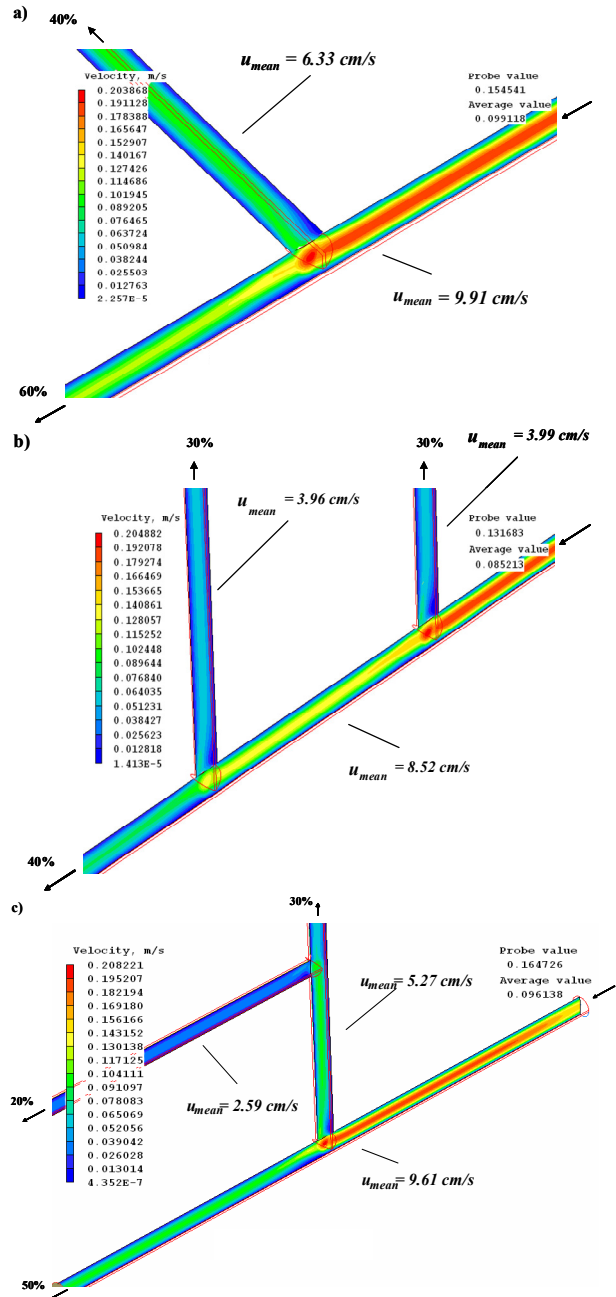 a)
40%
u_mean = 6.33 cm/s
Velocity, m/s
0.203868
0.191128
0.178388
0.165647
0.152907
0.140167
0.127426
0.114686
0.101945
0.089205
0.076465
0.063724
0.050984
0.038244
0.025503
0.012763
2.257E-5
Probe value
0.154541
Average value
0.099118
u_mean = 9.91 cm/s
60%
b)
30%
30%
u_mean = 3.99 cm/s
u_mean = 3.96 cm/s
Velocity, m/s
0.204882
0.192078
0.179274
0.166469
0.153665
0.140861
0.128057
0.115252
0.102448
0.089644
0.076840
0.064035
0.051231
0.038427
0.025623
0.012818
1.413E-5
Probe value
0.131683
Average value
0.085213
u_mean = 8.52 cm/s
40%
c)
30%
Velocity, m/s
0.208221
0.195207
0.182194
0.169180
0.156166
0.143152
0.130138
0.117125
0.104111
0.091097
0.078083
0.065069
0.052056
0.039042
0.026028
0.013014
4.352E-7
Probe value
0.164726
Average value
0.096138
u_mean = 5.27 cm/s
20%
u_mean = 2.59 cm/s
u_mean = 9.61 cm/s
50%